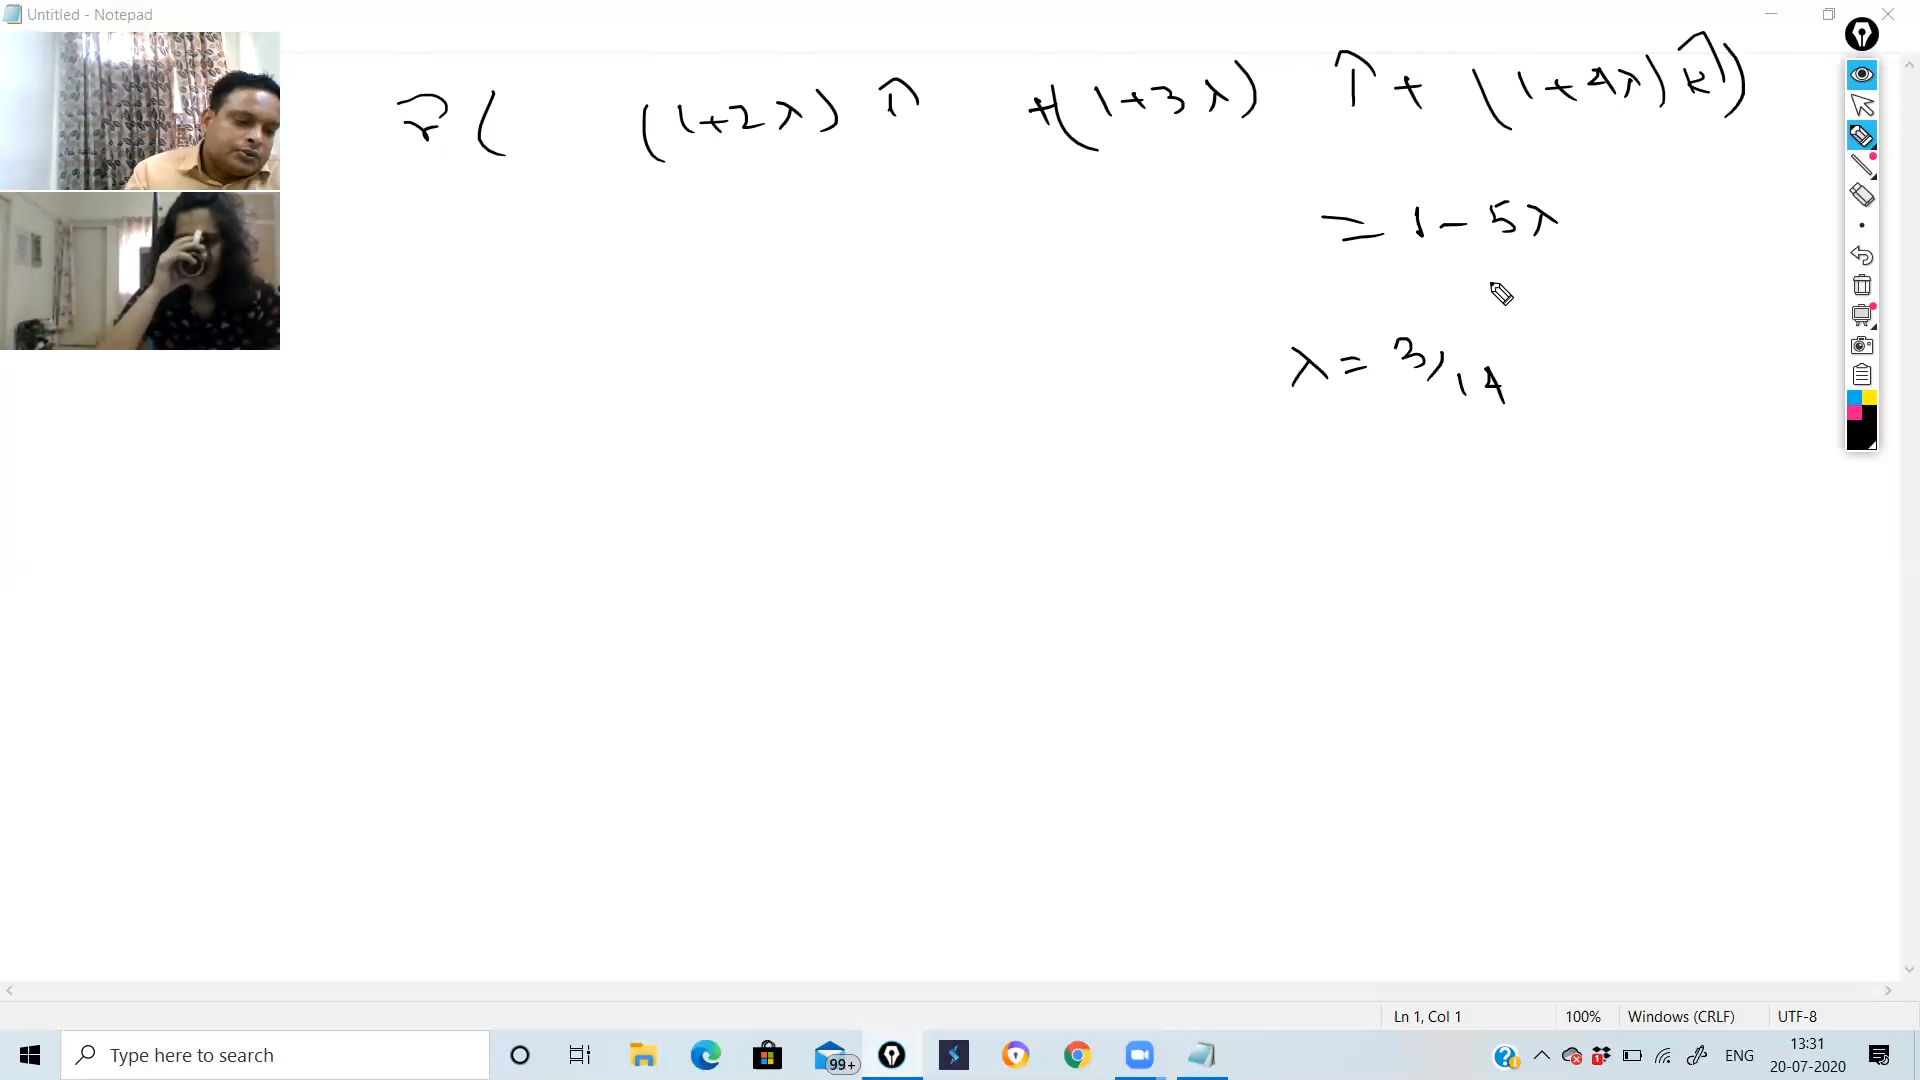 Untitled - Notepad
r̄ ( (1+2λ) î + (1+3λ) ĵ + (1+4λ) k̂ )
= 1 - 5λ
λ = 3/14
Ln 1, Col 1 100% Windows (CRLF) UTF-8
Type here to search 99+ ENG 13:31
20-07-2020